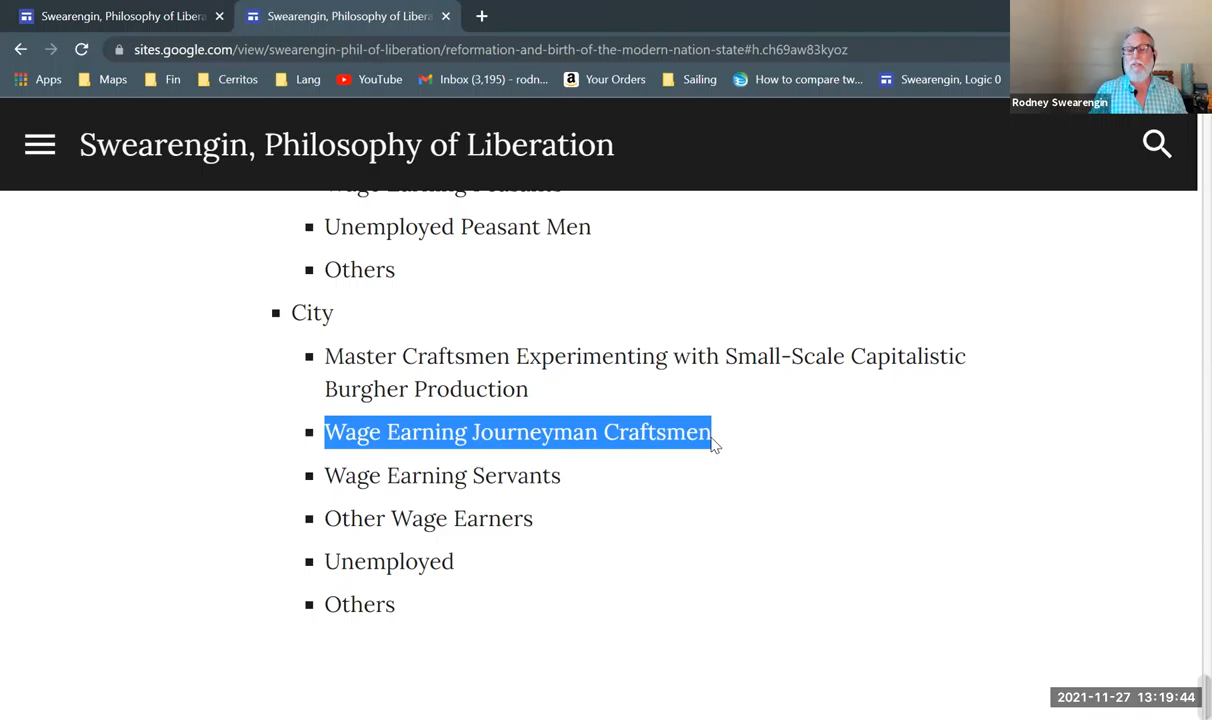 Swearengin, Philosophy of Libera
Swearengin, Philosophy of Libera
sites.google.com/view/swearengin-phil-of-liberation/reformation-and-birth-of-the-modern-nation-state#h.ch69aw83kyoz
Apps Maps Fin Cerritos Lang YouTube Inbox (3,195) - rodn... Your Orders Sailing How to compare tw... Swearengin, Logic 0
Rodney Swearengin
Swearengin, Philosophy of Liberation
Wage Earning Peasants
Unemployed Peasant Men
Others
City
Master Craftsmen Experimenting with Small-Scale Capitalistic
Burgher Production
Wage Earning Journeyman Craftsmen
Wage Earning Servants
Other Wage Earners
Unemployed
Others
2021-11-27 13:19:44